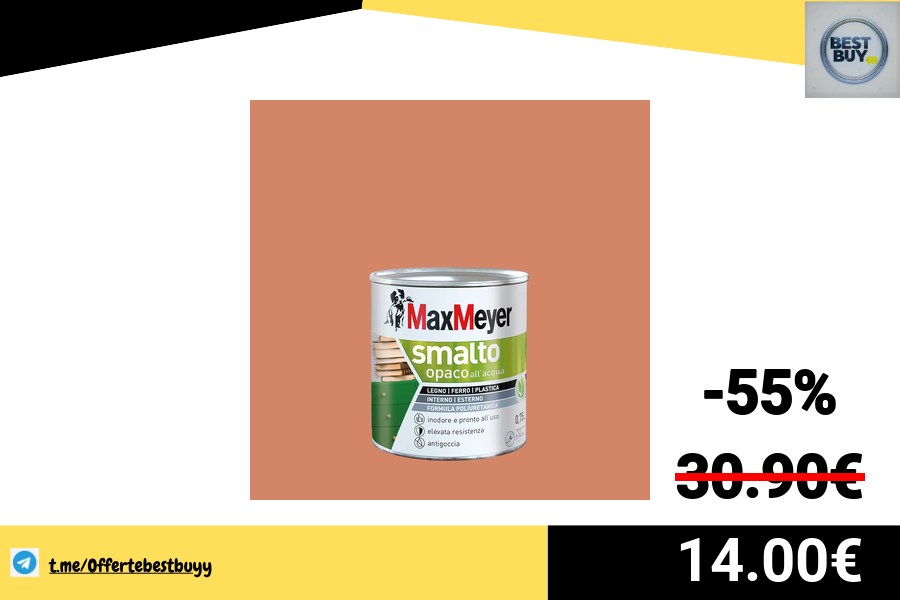 BEST
BUY
MaxMeyer
smalto
opaco all'acqua
LEGNO | FERRO | PLASTICA
INTERNO | ESTERNO
FORMULA POLIURETANICA
inodore e pronto all'uso
elevata resistenza
antigoccia
-55%
30.90€
14.00€
t.me/Offertebestbuyy